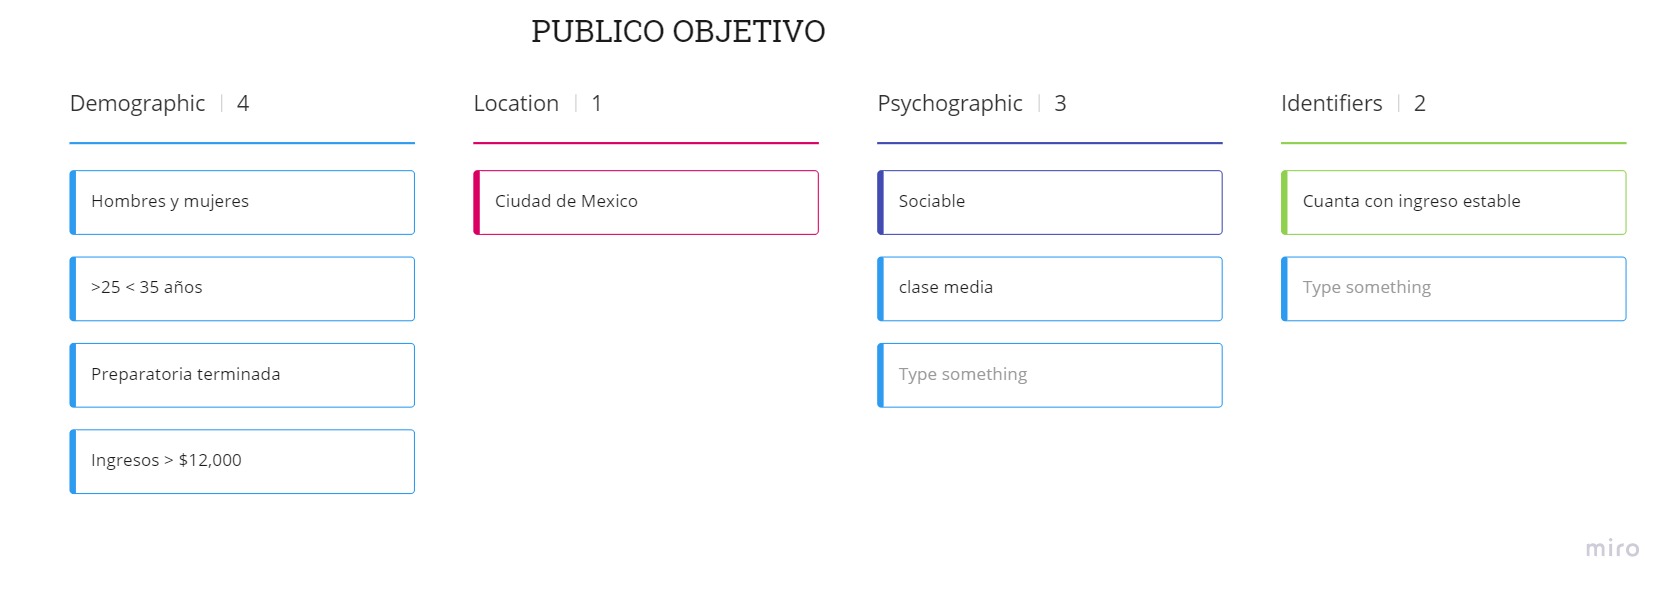 PUBLICO OBJETIVO
Demographic | 4
Hombres y mujeres
>25 < 35 años
Preparatoria terminada
Ingresos > $12,000
Location | 1
Ciudad de Mexico
Psychographic | 3
Sociable
clase media
Type something
Identifiers | 2
Cuanta con ingreso estable
Type something
miro